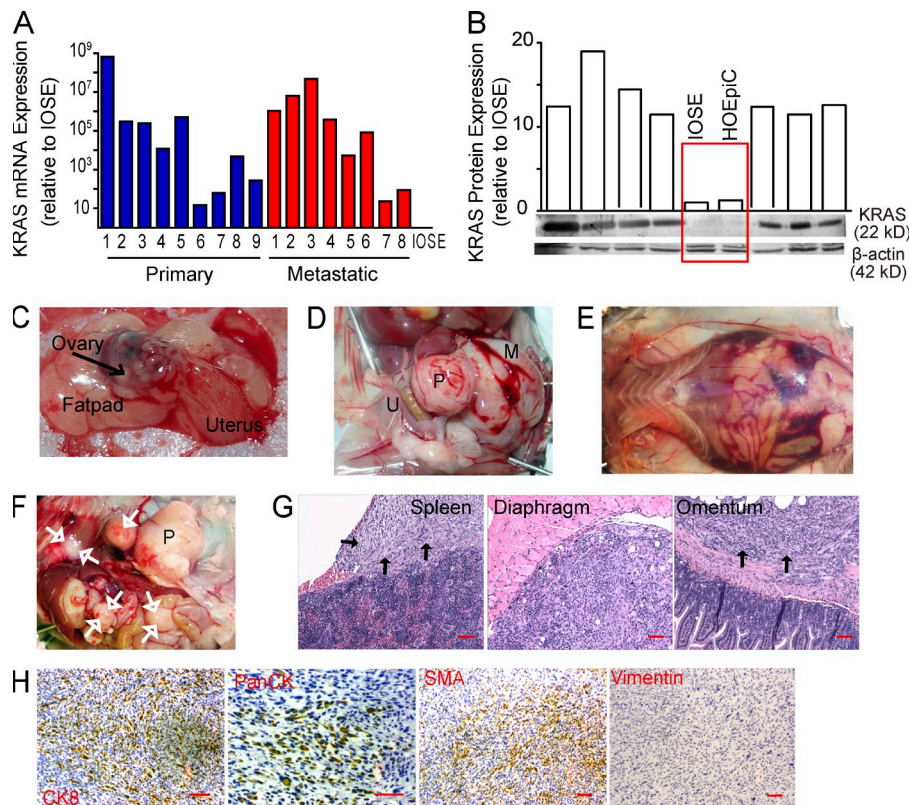 A
KRAS mRNA Expression
(relative to IOSE)
10⁹
10⁷
10⁵
10³
10
1 2 3 4 5 6 7 8 9 1 2 3 4 5 6 7 8 IOSE
Primary
Metastatic
B
KRAS Protein Expression
(relative to IOSE)
20
10
0
IOSE
HOEpiC
KRAS
(22 kD)
β-actin
(42 kD)
C
Ovary
Fatpad
Uterus
D
M
P
U
E
F
P
G
Spleen
Diaphragm
Omentum
H
CK8
PanCK
SMA
Vimentin